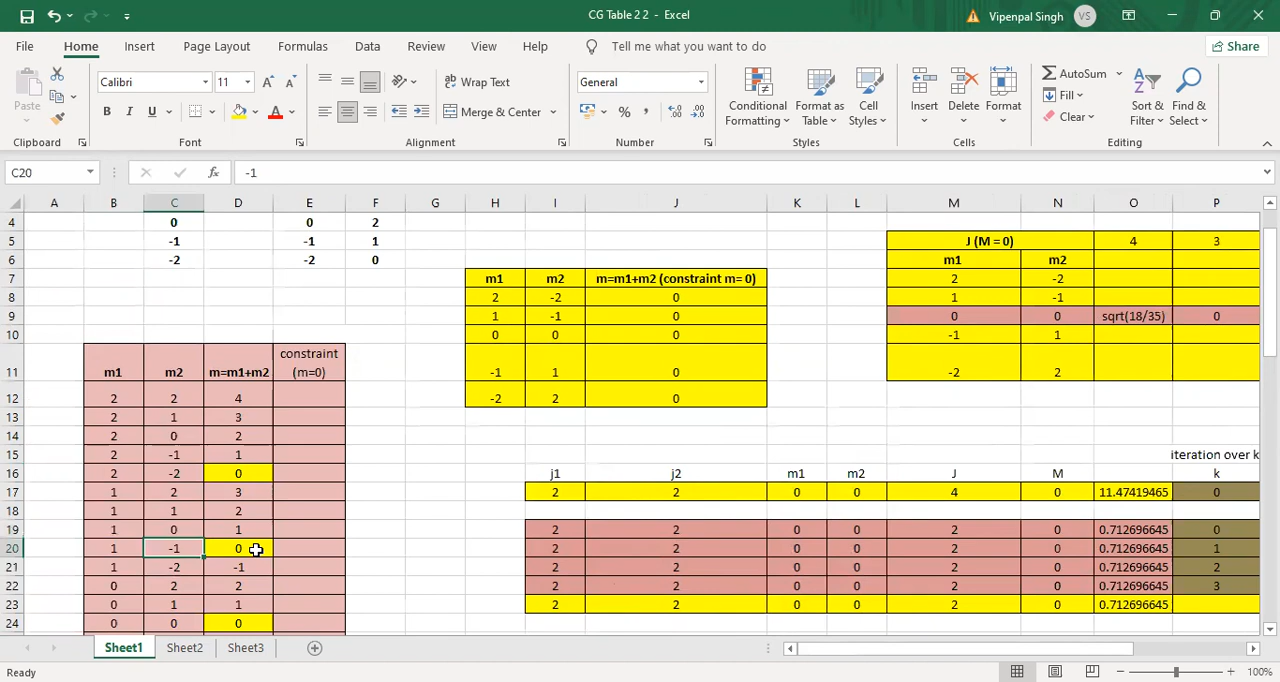 CG Table 2 2 - Excel
Vipenpal Singh VS
File Home Insert Page Layout Formulas Data Review View Help Tell me what you want to do Share
Paste Calibri 11 Wrap Text General Conditional Formatting Format as Table Cell Styles Insert Delete Format AutoSum Fill Clear Sort & Filter Find & Select
B I U Merge & Center
Clipboard Font Alignment Number Styles Cells Editing
C20 fx -1
A B C D E F G H I J K L M N O P
4 0 0 2
5 -1 -1 1 J (M = 0) 4 3
6 -2 -2 0 m1 m2
7 m1 m2 m=m1+m2 (constraint m= 0) 2 -2
8 2 -2 0 1 -1
9 1 -1 0 0 0 sqrt(18/35) 0
10 0 0 0 -1 1
11 m1 m2 m=m1+m2 constraint (m=0) -1 1 0 -2 2
12 2 2 4 -2 2 0
13 2 1 3
14 2 0 2
15 2 -1 1 iteration over k
16 2 -2 0 j1 j2 m1 m2 J M k
17 1 2 3 2 2 0 0 4 0 11.47419465 0
18 1 1 2
19 1 0 1 2 2 0 0 2 0 0.712696645 0
20 1 -1 0 2 2 0 0 2 0 0.712696645 1
21 1 -2 -1 2 2 0 0 2 0 0.712696645 2
22 0 2 2 2 2 0 0 2 0 0.712696645 3
23 0 1 1 2 2 0 0 2 0 0.712696645
24 0 0 0
Sheet1 Sheet2 Sheet3
Ready 100%